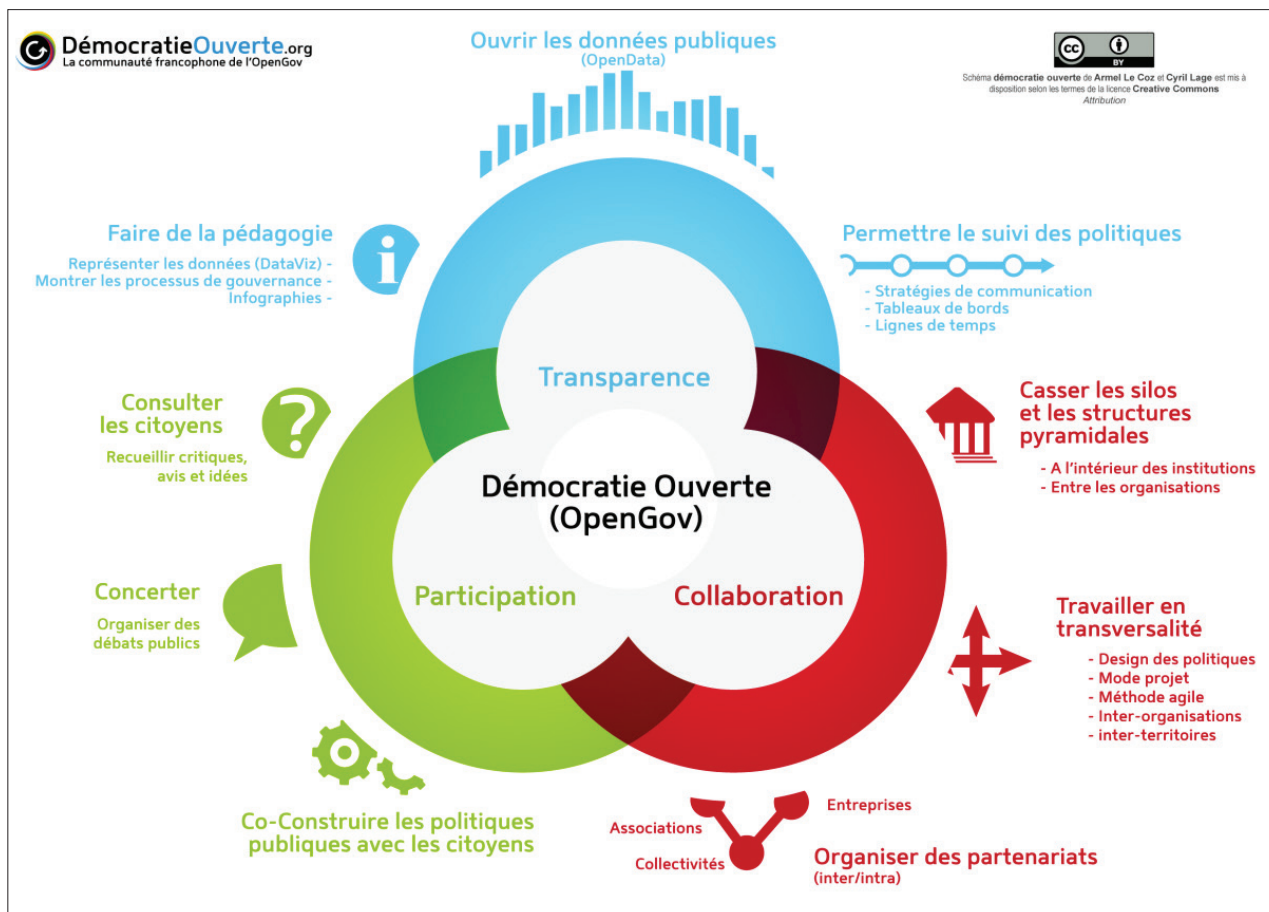 DémocratieOuverte.org
La communauté francophone de l'OpenGov
Ouvrir les données publiques
(OpenData)
cc
BY
Schéma démocratie ouverte de Armel Le Coz et Cyril Lage est mis à
disposition selon les termes de la licence Creative Commons
Attribution
Faire de la pédagogie
Représenter les données (DataViz) -
Montrer les processus de gouvernance -
Infographies -
i
Permettre le suivi des politiques
- Stratégies de communication
- Tableaux de bords
- Lignes de temps
Transparence
Consulter
les citoyens
Recueillir critiques,
avis et idées
?
Casser les silos
et les structures
pyramidales
- A l'intérieur des institutions
- Entre les organisations
Démocratie Ouverte
(OpenGov)
Participation
Collaboration
Concerter
Organiser des
débats publics
Travailler en
transversalité
- Design des politiques
- Mode projet
- Méthode agile
- Inter-organisations
- inter-territoires
Co-Construire les politiques
publiques avec les citoyens
Entreprises
Associations
Collectivités
Organiser des partenariats
(inter/intra)